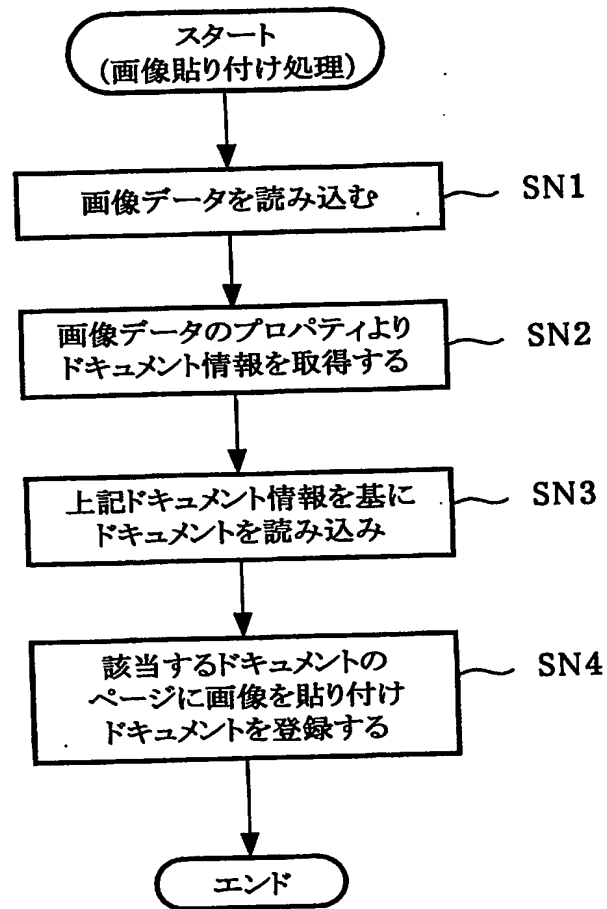 スタート
(画像貼り付け処理)
画像データを読み込む
SN1
画像データのプロパティより
ドキュメント情報を取得する
SN2
上記ドキュメント情報を基に
ドキュメントを読み込み
SN3
該当するドキュメントの
ページに画像を貼り付け
ドキュメントを登録する
SN4
エンド